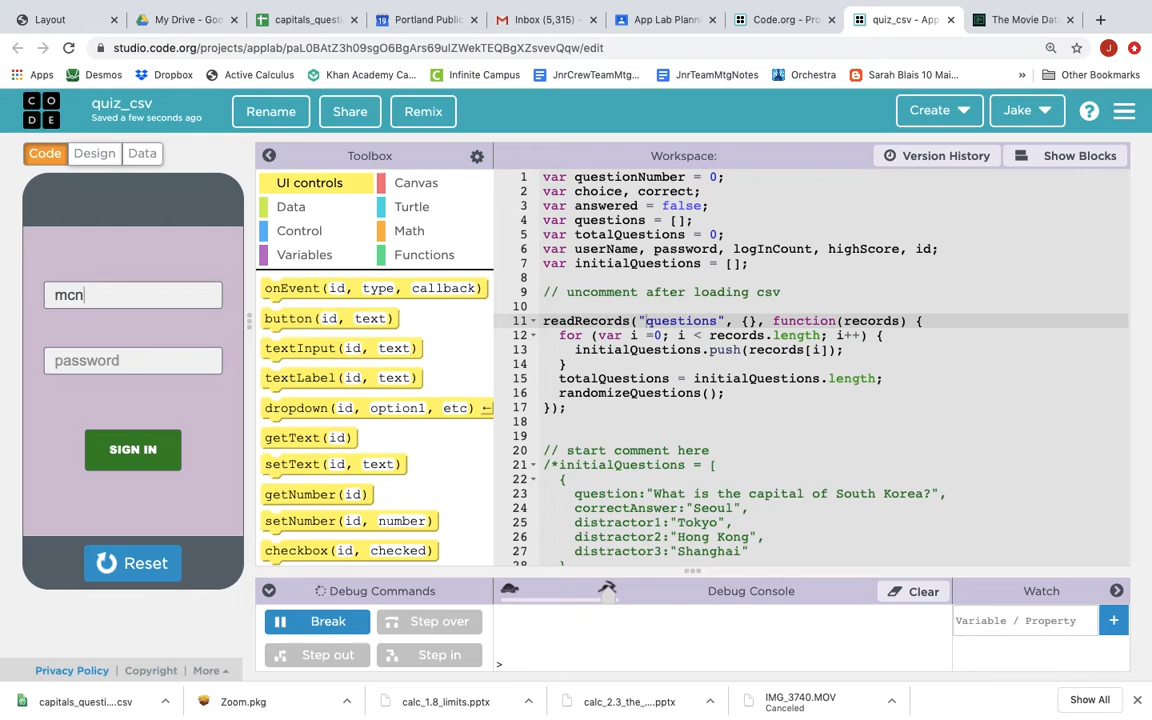 Layout
My Drive - Goo
capitals_questi
Portland Public
Inbox (5,315) -
App Lab Planni
Code.org - Proj
quiz_csv - App
The Movie Data
studio.code.org/projects/applab/paL0BAtZ3h09sgO6BgArs69uIZWekTEQBgXZsvevQqw/edit
J
Apps
Desmos
Dropbox
Active Calculus
Khan Academy Ca...
Infinite Campus
JnrCrewTeamMtg...
JnrTeamMtgNotes
Orchestra
Sarah Blais 10 Mai...
»
Other Bookmarks
C O
D E
quiz_csv
Saved a few seconds ago
Rename
Share
Remix
Create
Jake
?
Code
Design
Data
Toolbox
Workspace:
Version History
Show Blocks
UI controls
Canvas
Data
Turtle
Control
Math
Variables
Functions
onEvent(id, type, callback)
button(id, text)
textInput(id, text)
textLabel(id, text)
dropdown(id, option1, etc)
getText(id)
setText(id, text)
getNumber(id)
setNumber(id, number)
checkbox(id, checked)
1 var questionNumber = 0;
2 var choice, correct;
3 var answered = false;
4 var questions = [];
5 var totalQuestions = 0;
6 var userName, password, logInCount, highScore, id;
7 var initialQuestions = [];
8
9 // uncomment after loading csv
10
11 readRecords("questions", {}, function(records) {
12 for (var i =0; i < records.length; i++) {
13 initialQuestions.push(records[i]);
14 }
15 totalQuestions = initialQuestions.length;
16 randomizeQuestions();
17 });
18
19
20 // start comment here
21 /*initialQuestions = [
22 {
23 question:"What is the capital of South Korea?",
24 correctAnswer:"Seoul",
25 distractor1:"Tokyo",
26 distractor2:"Hong Kong",
27 distractor3:"Shanghai"
28 }
mcn
password
SIGN IN
Reset
Debug Commands
Debug Console
Clear
Watch
Break
Step over
Step out
Step in
Variable / Property
+
>
Privacy Policy | Copyright | More
capitals_questi....csv
Zoom.pkg
calc_1.8_limits.pptx
calc_2.3_the_....pptx
IMG_3740.MOV
Canceled
Show All